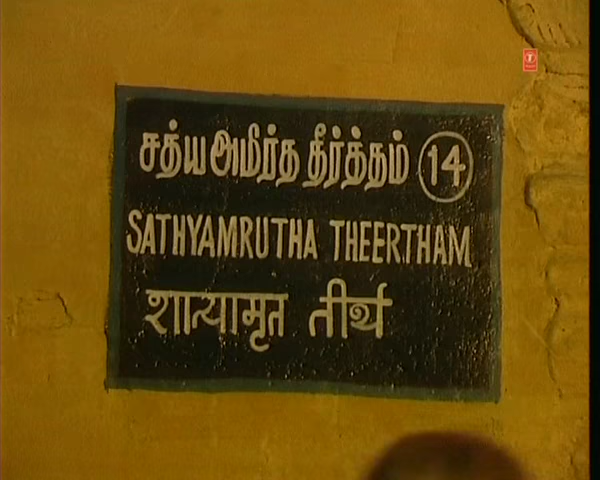 சத்ய அமிர்த தீர்த்தம் 14
SATHYAMRUTHA THEERTHAM
शात्यामृत तीर्थ